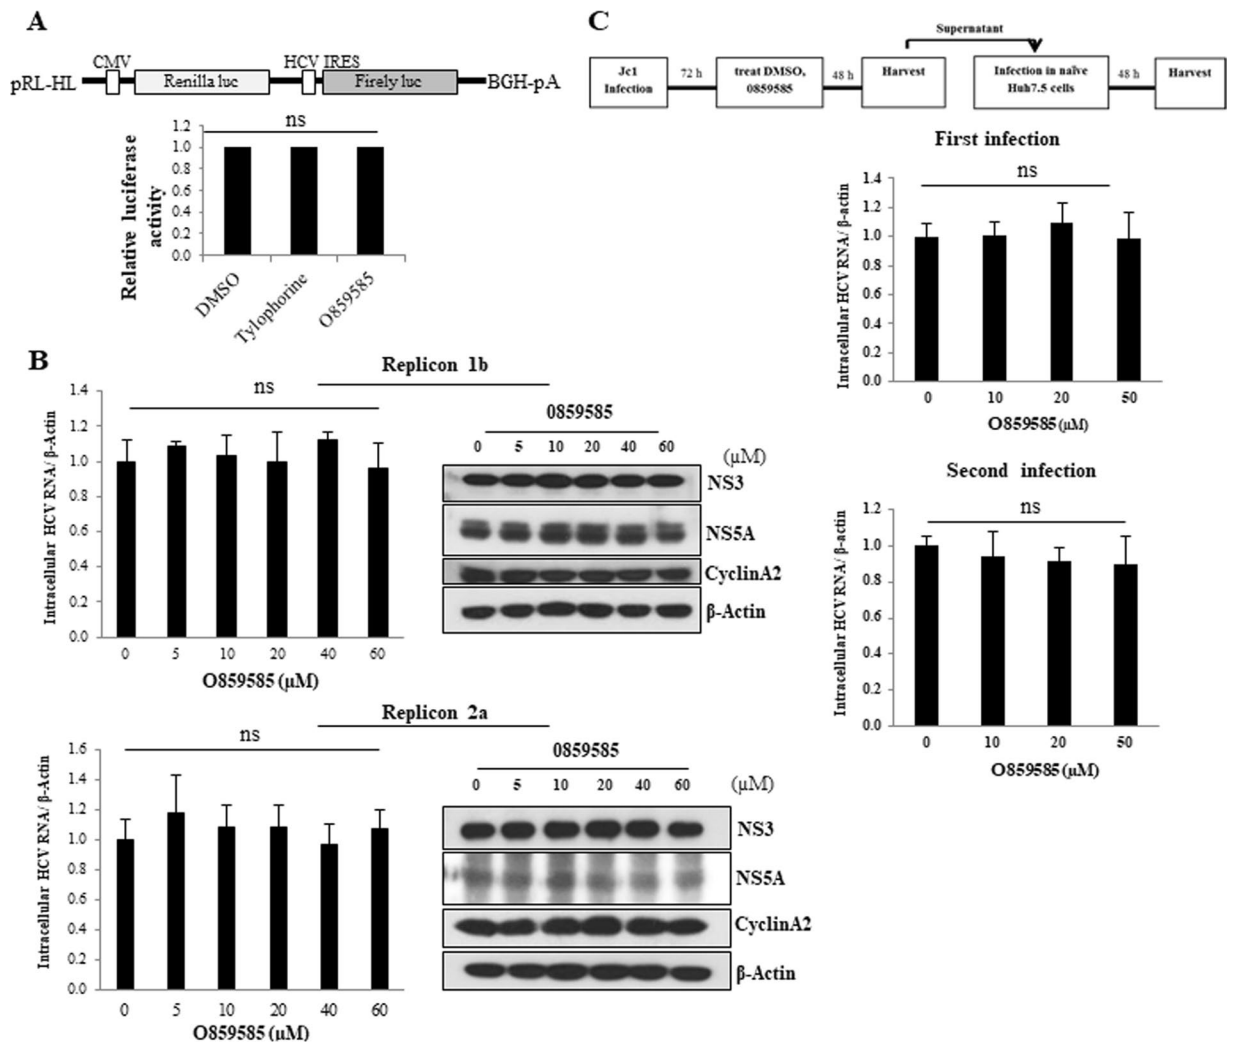 A
CMV HCV IRES
pRL-HL Renilla luc Firely luc BGH-pA
ns
1.2
1.0
0.8
0.6
0.4
0.2
0.0
Relative luciferase
activity
DMSO
Tylophorine
O859585
B
Replicon 1b
ns
1.4
1.2
1.0
0.8
0.6
0.4
0.2
0.0
Intracellular HCV RNA/ β-Actin
0 5 10 20 40 60
O859585 (μM)
0859585
0 5 10 20 40 60
(μM)
NS3
NS5A
CyclinA2
β-Actin
Replicon 2a
ns
1.6
1.4
1.2
1.0
0.8
0.6
0.4
0.2
0.0
Intracellular HCV RNA/ β-Actin
0 5 10 20 40 60
O859585 (μM)
0859585
0 5 10 20 40 60
(μM)
NS3
NS5A
CyclinA2
β-Actin
C
Supernatant
Jc1
Infection
72 h
treat DMSO,
0859585
48 h
Harvest
Infection in naïve
Huh7.5 cells
48 h
Harvest
First infection
ns
1.4
1.2
1.0
0.8
0.6
0.4
0.2
0.0
Intracellular HCV RNA/ β-actin
0 10 20 50
O859585 (μM)
Second infection
ns
1.2
1.0
0.8
0.6
0.4
0.2
0.0
Intracellular HCV RNA/ β-actin
0 10 20 50
O859585 (μM)